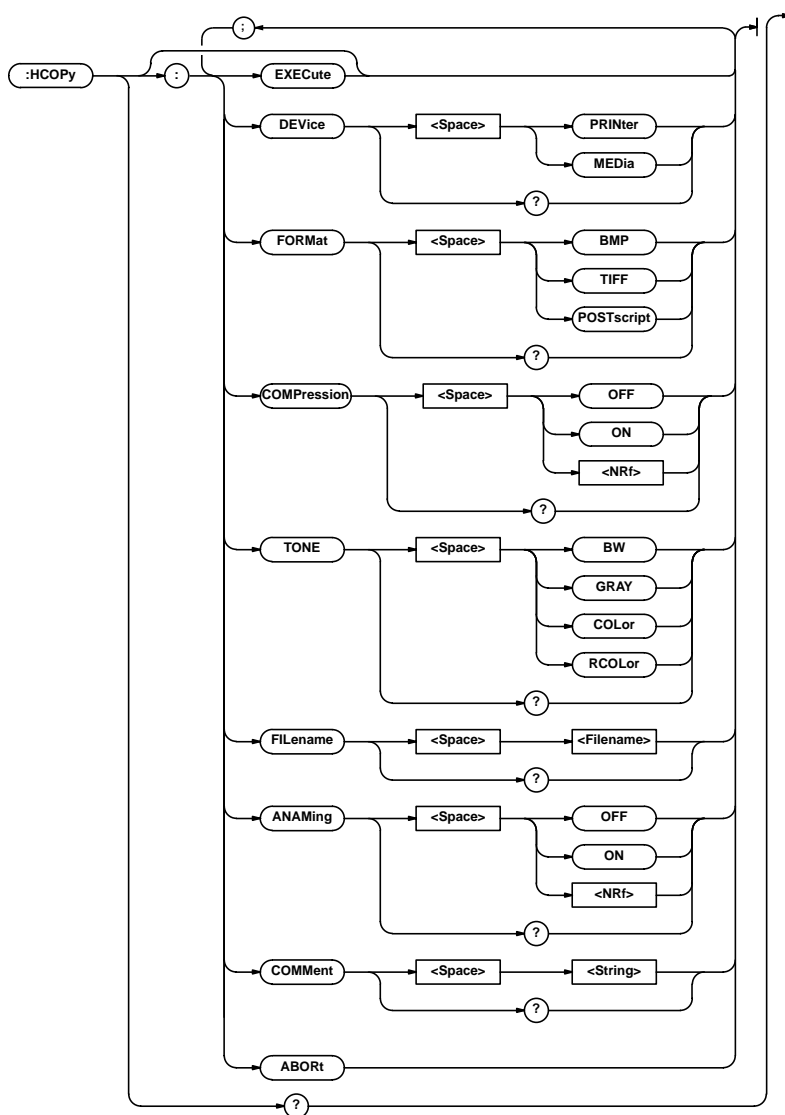 ;
:HCOPy : EXECute
DEVice <Space> PRINter
MEDia
?
FORMat <Space> BMP
TIFF
POSTscript
?
COMPression <Space> OFF
ON
<NRf>
?
TONE <Space> BW
GRAY
COLor
RCOLor
?
FILename <Space> <Filename>
?
ANAMing <Space> OFF
ON
<NRf>
?
COMMent <Space> <String>
?
ABORt
?